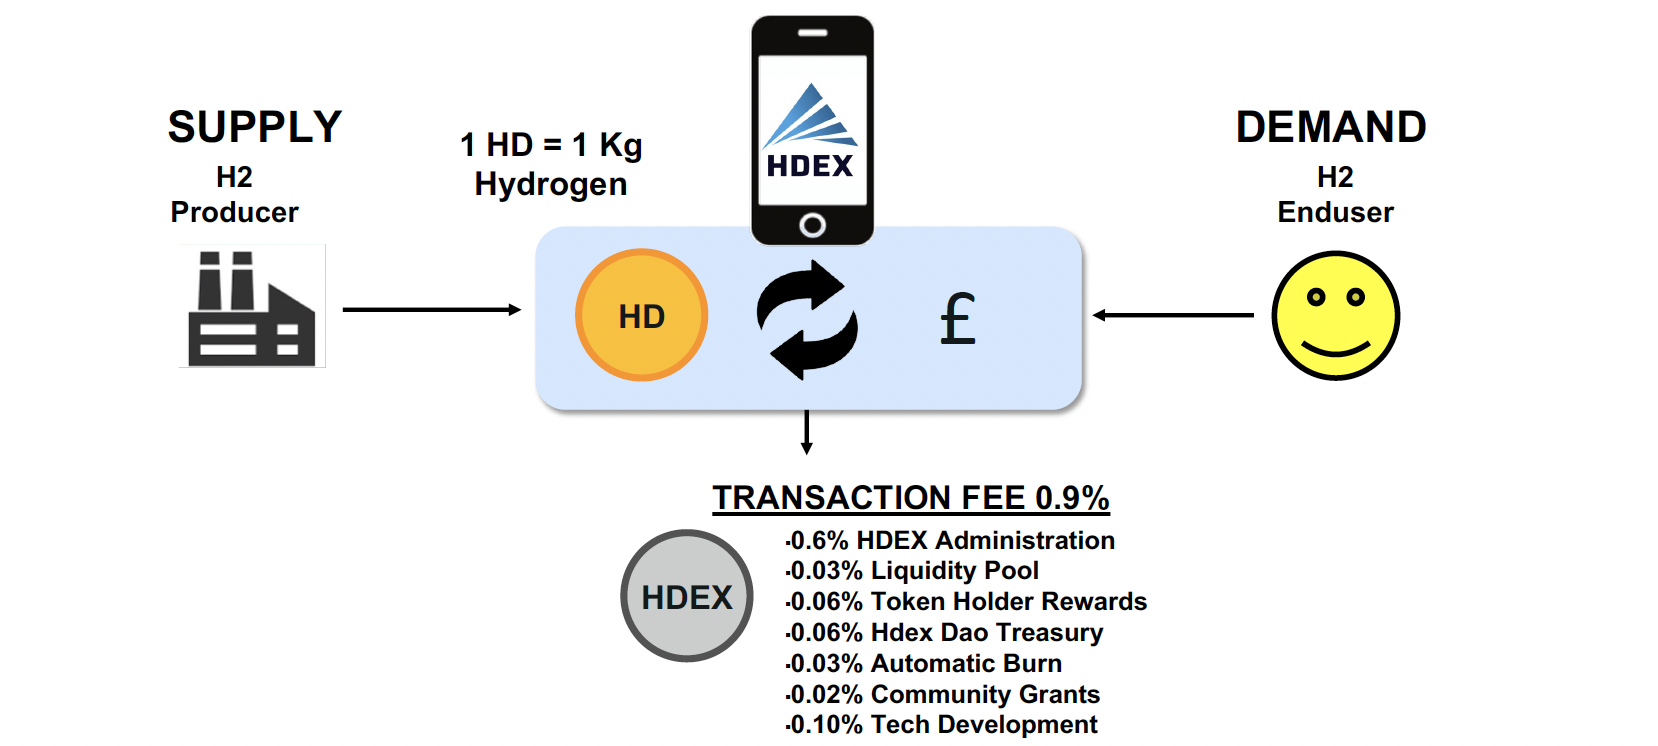 SUPPLY
H2
Producer
1 HD = 1 Kg
Hydrogen
HDEX
DEMAND
H2
Enduser
HD
£
TRANSACTION FEE 0.9%
HDEX
-0.6% HDEX Administration
-0.03% Liquidity Pool
-0.06% Token Holder Rewards
-0.06% Hdex Dao Treasury
-0.03% Automatic Burn
-0.02% Community Grants
-0.10% Tech Development